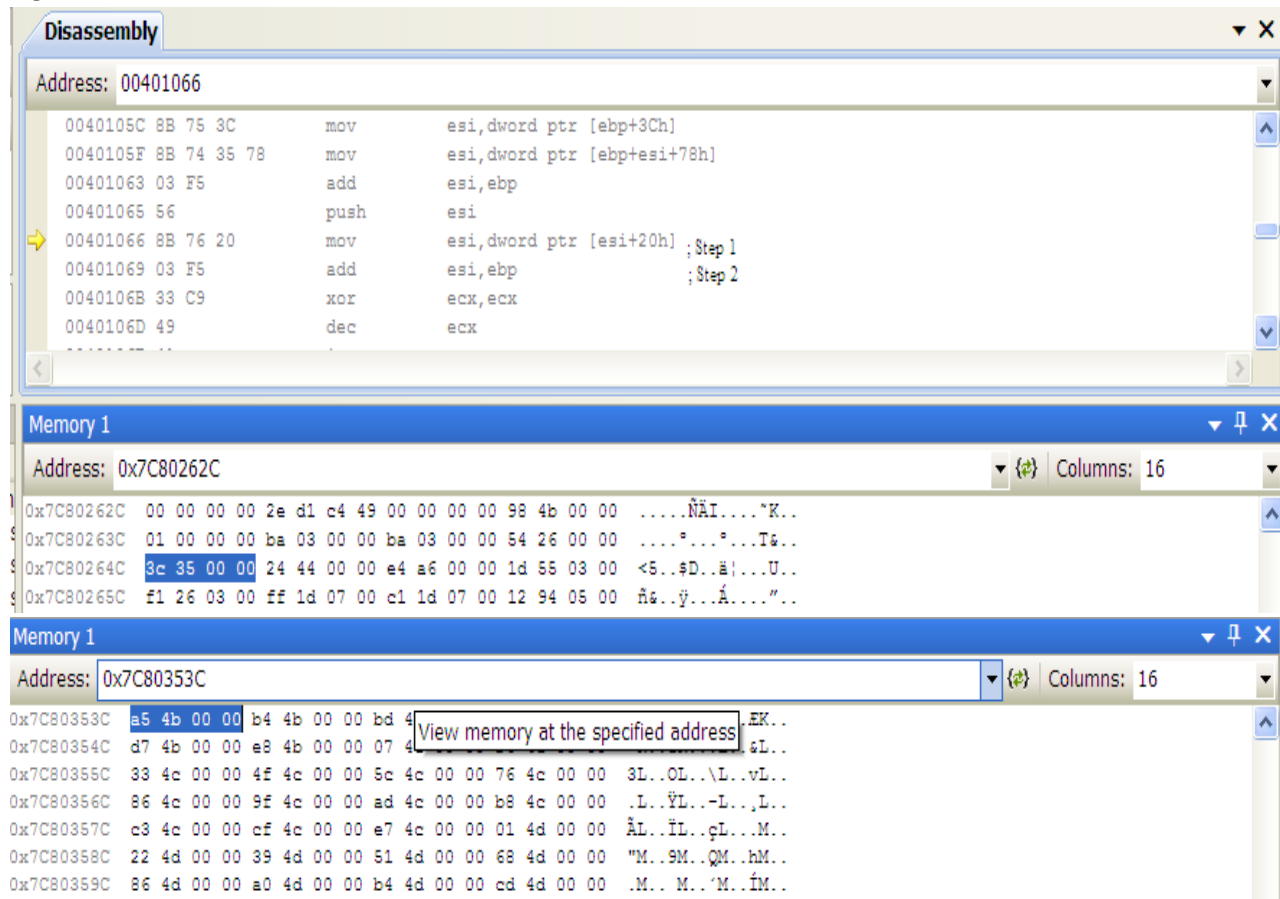 Disassembly
Address: 00401066
0040105C 8B 75 3C mov esi,dword ptr [ebp+3Ch]
0040105F 8B 74 35 78 mov esi,dword ptr [ebp+esi+78h]
00401063 03 F5 add esi,ebp
00401065 56 push esi
00401066 8B 76 20 mov esi,dword ptr [esi+20h] ; Step 1
00401069 03 F5 add esi,ebp ; Step 2
0040106B 33 C9 xor ecx,ecx
0040106D 49 dec ecx
Memory 1
Address: 0x7C80262C Columns: 16
0x7C80262C 00 00 00 00 2e d1 c4 49 00 00 00 00 98 4b 00 00 .....ÑÄI....˜K..
0x7C80263C 01 00 00 00 ba 03 00 00 ba 03 00 00 54 26 00 00 ....º...º...T&..
0x7C80264C 3c 35 00 00 24 44 00 00 e4 a6 00 00 1d 55 03 00 <5..$D..ä¦...U..
0x7C80265C f1 26 03 00 ff 1d 07 00 c1 1d 07 00 12 94 05 00 ñ&..ÿ...Á....”..
Memory 1
Address: 0x7C80353C Columns: 16
0x7C80353C a5 4b 00 00 b4 4b 00 00 bd 4 .ÆK..
View memory at the specified address
0x7C80354C d7 4b 00 00 e8 4b 00 00 07 4 .&L..
0x7C80355C 33 4c 00 00 4f 4c 00 00 5c 4c 00 00 76 4c 00 00 3L..OL..\L..vL..
0x7C80356C 86 4c 00 00 9f 4c 00 00 ad 4c 00 00 b8 4c 00 00 .L..ŸL..-L..¸L..
0x7C80357C c3 4c 00 00 cf 4c 00 00 e7 4c 00 00 01 4d 00 00 ÃL..ÏL..çL...M..
0x7C80358C 22 4d 00 00 39 4d 00 00 51 4d 00 00 68 4d 00 00 "M..9M..QM..hM..
0x7C80359C 86 4d 00 00 a0 4d 00 00 b4 4d 00 00 cd 4d 00 00 .M.. M..´M..ÍM..